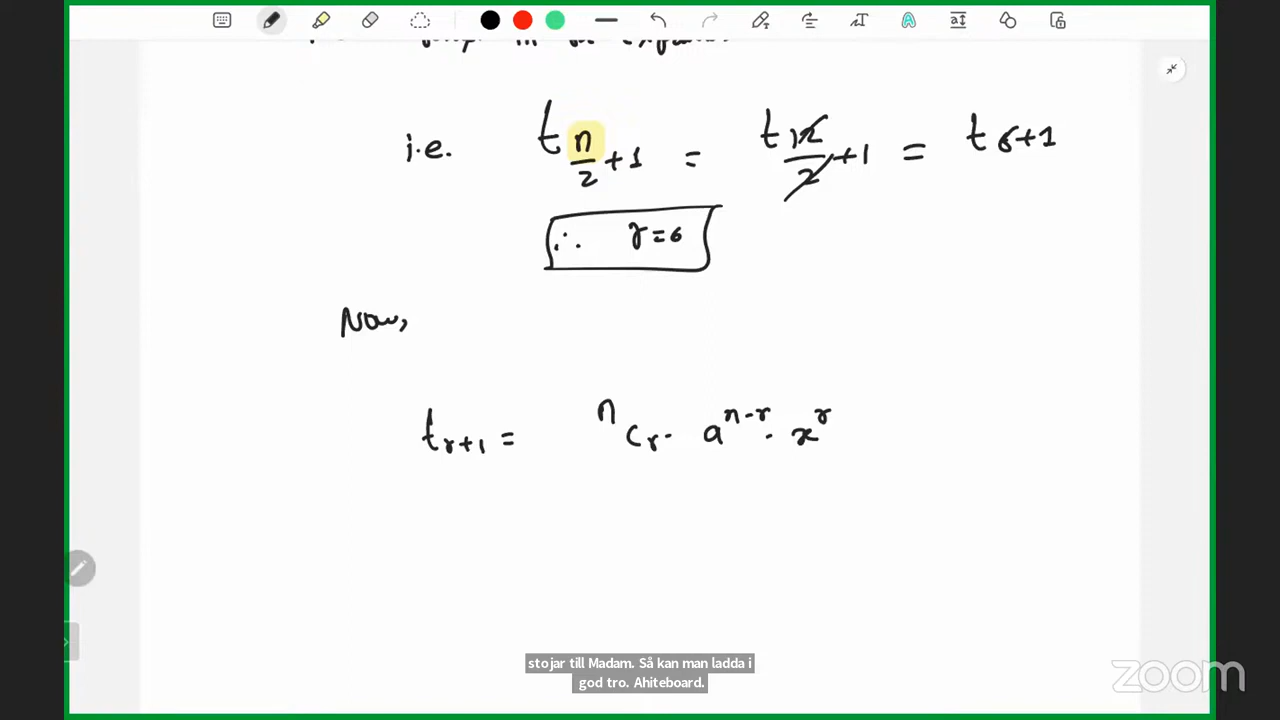 i.e. t n/2 +1 = t 12/2 +1 = t 6+1
∴ r=6
Now,
t r+1 = n C r · a n-r · x r
stojar till Madam. Så kan man ladda i
god tro. Ahiteboard.
zoom